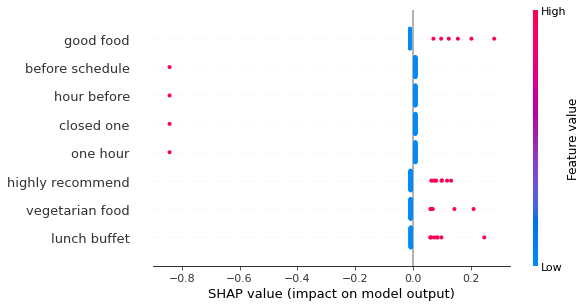 High
good food
before schedule
hour before
closed one
one hour
highly recommend
vegetarian food
lunch buffet
Feature value
Low
−0.8 −0.6 −0.4 −0.2 0.0 0.2
SHAP value (impact on model output)